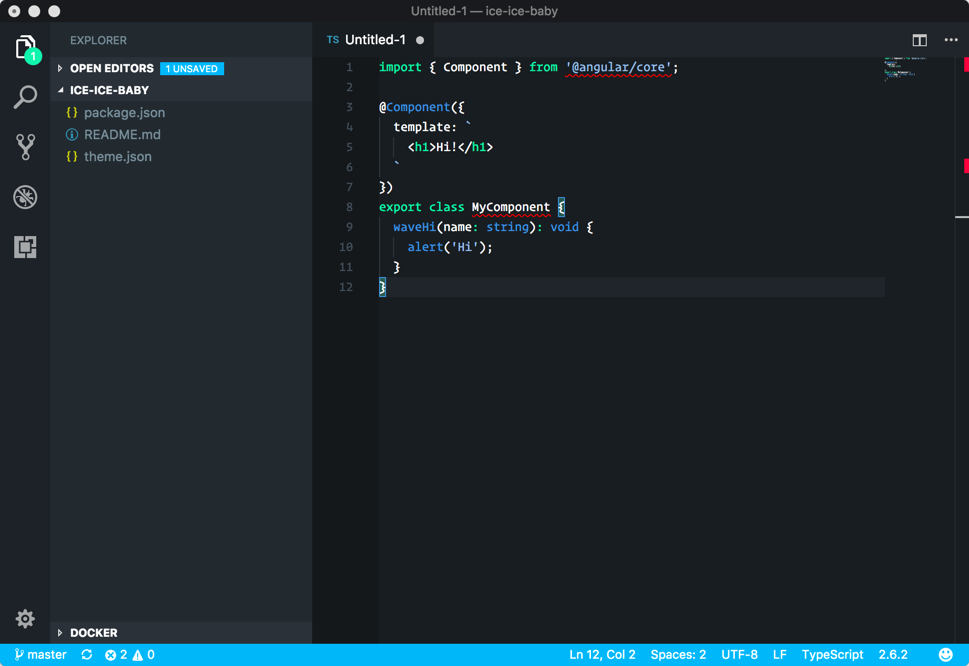 Untitled-1 — ice-ice-baby
EXPLORER
OPEN EDITORS 1 UNSAVED
ICE-ICE-BABY
{} package.json
README.md
{} theme.json
DOCKER
1
TS Untitled-1
1 import { Component } from '@angular/core';
2
3 @Component({
4 template: `
5 <h1>Hi!</h1>
6 `
7 })
8 export class MyComponent {
9 waveHi(name: string): void {
10 alert('Hi');
11 }
12 }
master 2 0 Ln 12, Col 2 Spaces: 2 UTF-8 LF TypeScript 2.6.2